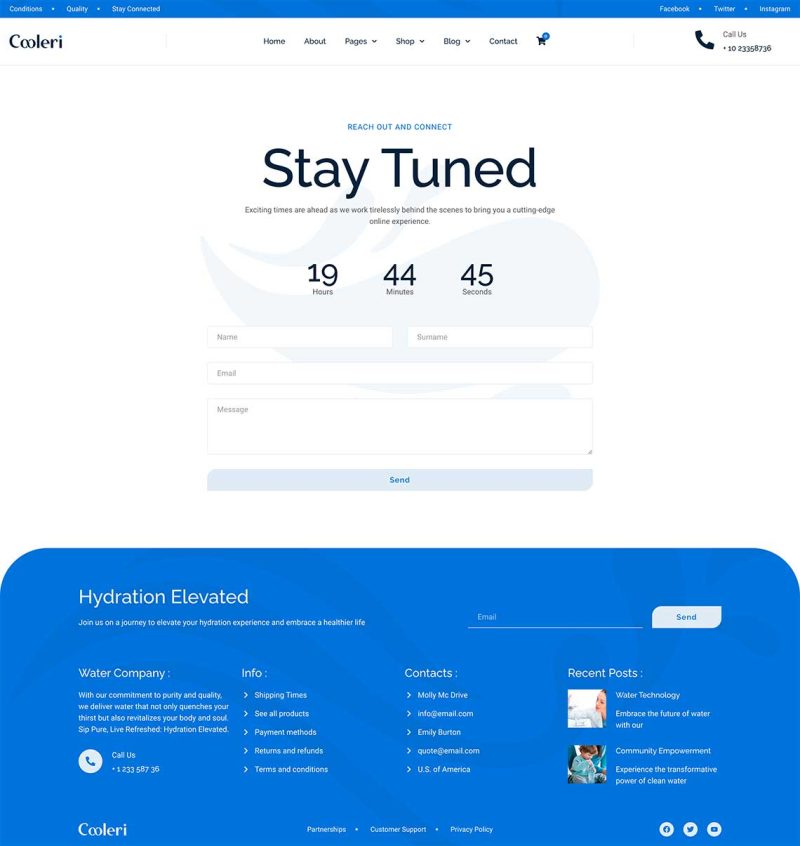 Conditions • Quality • Stay Connected
Facebook • Twitter • Instagram
Cooleri
Home About Pages Shop Blog Contact 0
Call Us
+ 10 23358736
REACH OUT AND CONNECT
Stay Tuned
Exciting times are ahead as we work tirelessly behind the scenes to bring you a cutting-edge
online experience.
19 44 45
Hours Minutes Seconds
Name Surname
Email
Message
Send
Hydration Elevated
Join us on a journey to elevate your hydration experience and embrace a healthier life
Email Send
Water Company :
With our commitment to purity and quality,
we deliver water that not only quenches your
thirst but also revitalizes your body and soul.
Sip Pure, Live Refreshed: Hydration Elevated.
Call Us
+ 1 233 587 36
Info :
Shipping Times
See all products
Payment methods
Returns and refunds
Terms and conditions
Contacts :
Molly Mc Drive
info@email.com
Emily Burton
quote@email.com
U.S. of America
Recent Posts :
Water Technology
Embrace the future of water
with our
Community Empowerment
Experience the transformative
power of clean water
Cooleri
Partnerships • Customer Support • Privacy Policy